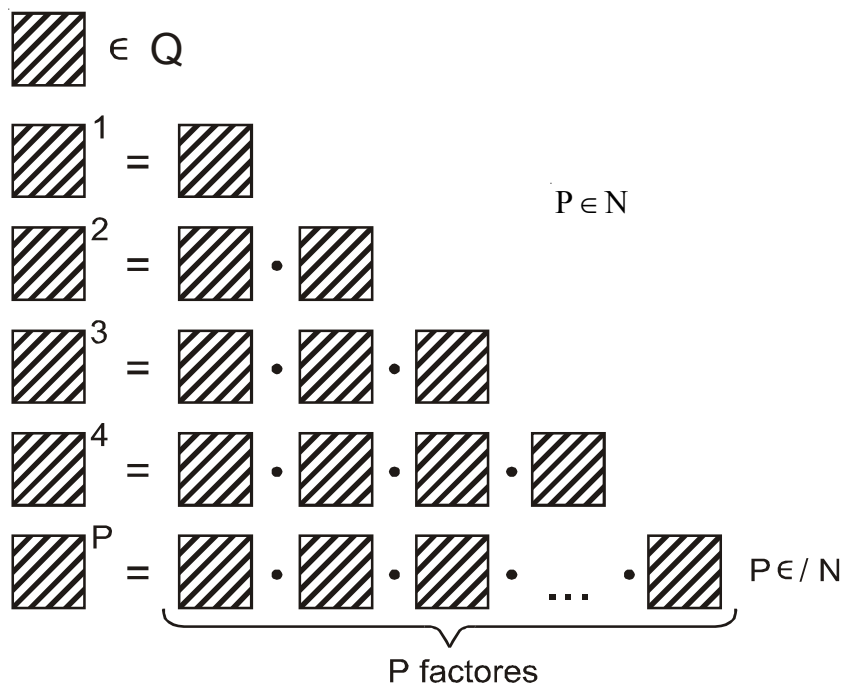 ∈ Q
1 =
P ∈ N
2 = •
3 = • •
4 = • • •
P = • • • ... • P ∈ / N
P factores